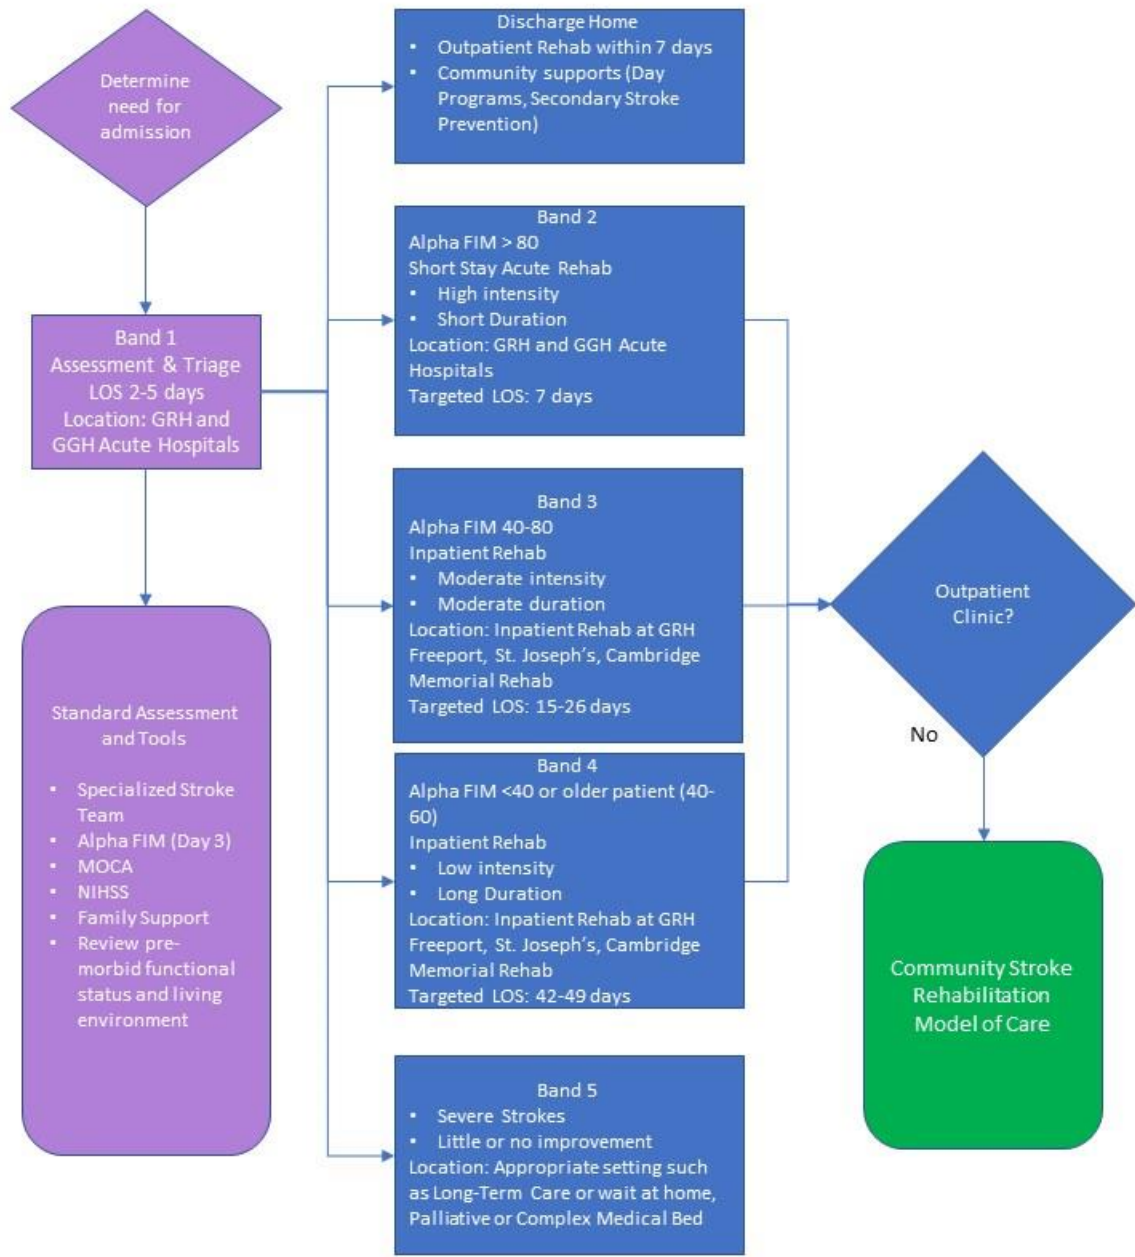 Determine
need for
admission
Band 1
Assessment & Triage
LOS 2-5 days
Location: GRH and
GGH Acute Hospitals
Standard Assessment
and Tools
• Specialized Stroke
Team
• Alpha FIM (Day 3)
• MOCA
• NIHSS
• Family Support
• Review pre-
morbid functional
status and living
environment
Discharge Home
• Outpatient Rehab within 7 days
• Community supports (Day
Programs, Secondary Stroke
Prevention)
Band 2
Alpha FIM > 80
Short Stay Acute Rehab
• High intensity
• Short Duration
Location: GRH and GGH Acute
Hospitals
Targeted LOS: 7 days
Band 3
Alpha FIM 40-80
Inpatient Rehab
• Moderate intensity
• Moderate duration
Location: Inpatient Rehab at GRH
Freeport, St. Joseph's, Cambridge
Memorial Rehab
Targeted LOS: 15-26 days
Band 4
Alpha FIM <40 or older patient (40-
60)
Inpatient Rehab
• Low intensity
• Long Duration
Location: Inpatient Rehab at GRH
Freeport, St. Joseph's, Cambridge
Memorial Rehab
Targeted LOS: 42-49 days
Band 5
• Severe Strokes
• Little or no improvement
Location: Appropriate setting such
as Long-Term Care or wait at home,
Palliative or Complex Medical Bed
Outpatient
Clinic?
No
Community Stroke
Rehabilitation
Model of Care